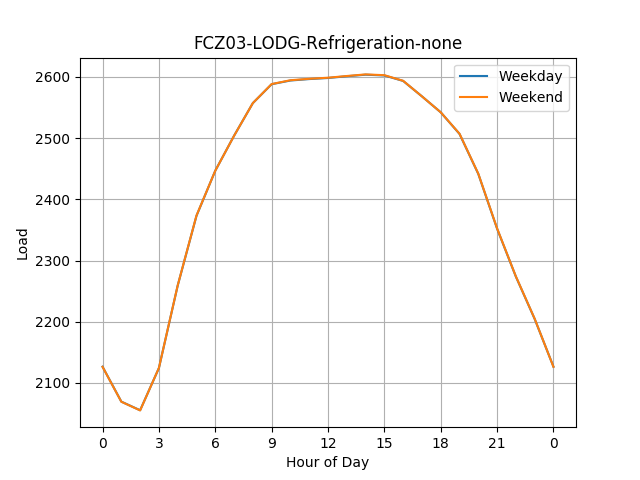 FCZ03-LODG-Refrigeration-none
Weekday
Weekend
Load
2600
2500
2400
2300
2200
2100
0 3 6 9 12 15 18 21 0
Hour of Day